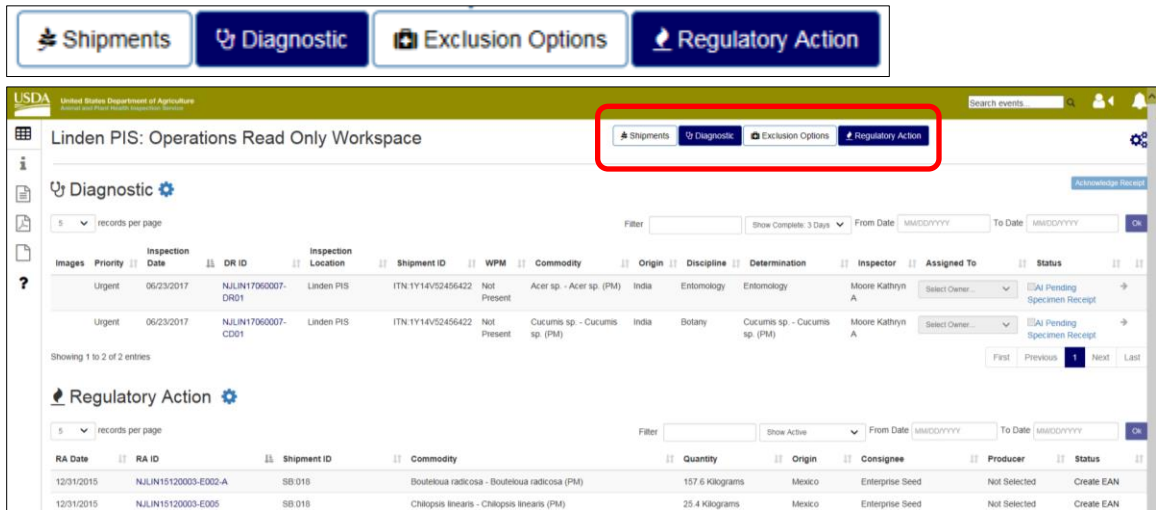 Shipments Diagnostic Exclusion Options Regulatory Action
USDA United States Department of Agriculture
Animal and Plant Health Inspection Service
Search events...
Linden PIS: Operations Read Only Workspace
Shipments Diagnostic Exclusion Options Regulatory Action
Diagnostic
Acknowledge Receipt
5 records per page Filter Show Complete: 3 Days From Date MM/DD/YYYY To Date MM/DD/YYYY Ok
Images Priority Inspection Date DR ID Inspection Location Shipment ID WPM Commodity Origin Discipline Determination Inspector Assigned To Status
Urgent 06/23/2017 NJLIN17060007- Linden PIS ITN:1Y14V52456422 Not Acer sp. - Acer sp. (PM) India Entomology Entomology Moore Kathryn Select Owner... AI Pending
DR01 Present A Specimen Receipt
Urgent 06/23/2017 NJLIN17060007- Linden PIS ITN:1Y14V52456422 Not Cucumis sp. - Cucumis India Botany Cucumis sp. - Cucumis Moore Kathryn Select Owner... AI Pending
CD01 Present sp. (PM) sp. (PM) A Specimen Receipt
Showing 1 to 2 of 2 entries First Previous 1 Next Last
Regulatory Action
5 records per page Filter Show Active From Date MM/DD/YYYY To Date MM/DD/YYYY Ok
RA Date RA ID Shipment ID Commodity Quantity Origin Consignee Producer Status
12/31/2015 NJLIN15120003-E002-A SB:018 Bouteloua radicosa - Bouteloua radicosa (PM) 157.6 Kilograms Mexico Enterprise Seed Not Selected Create EAN
12/31/2015 NJLIN15120003-E005 SB:018 Chilopsis linearis - Chilopsis linearis (PM) 25.4 Kilograms Mexico Enterprise Seed Not Selected Create EAN